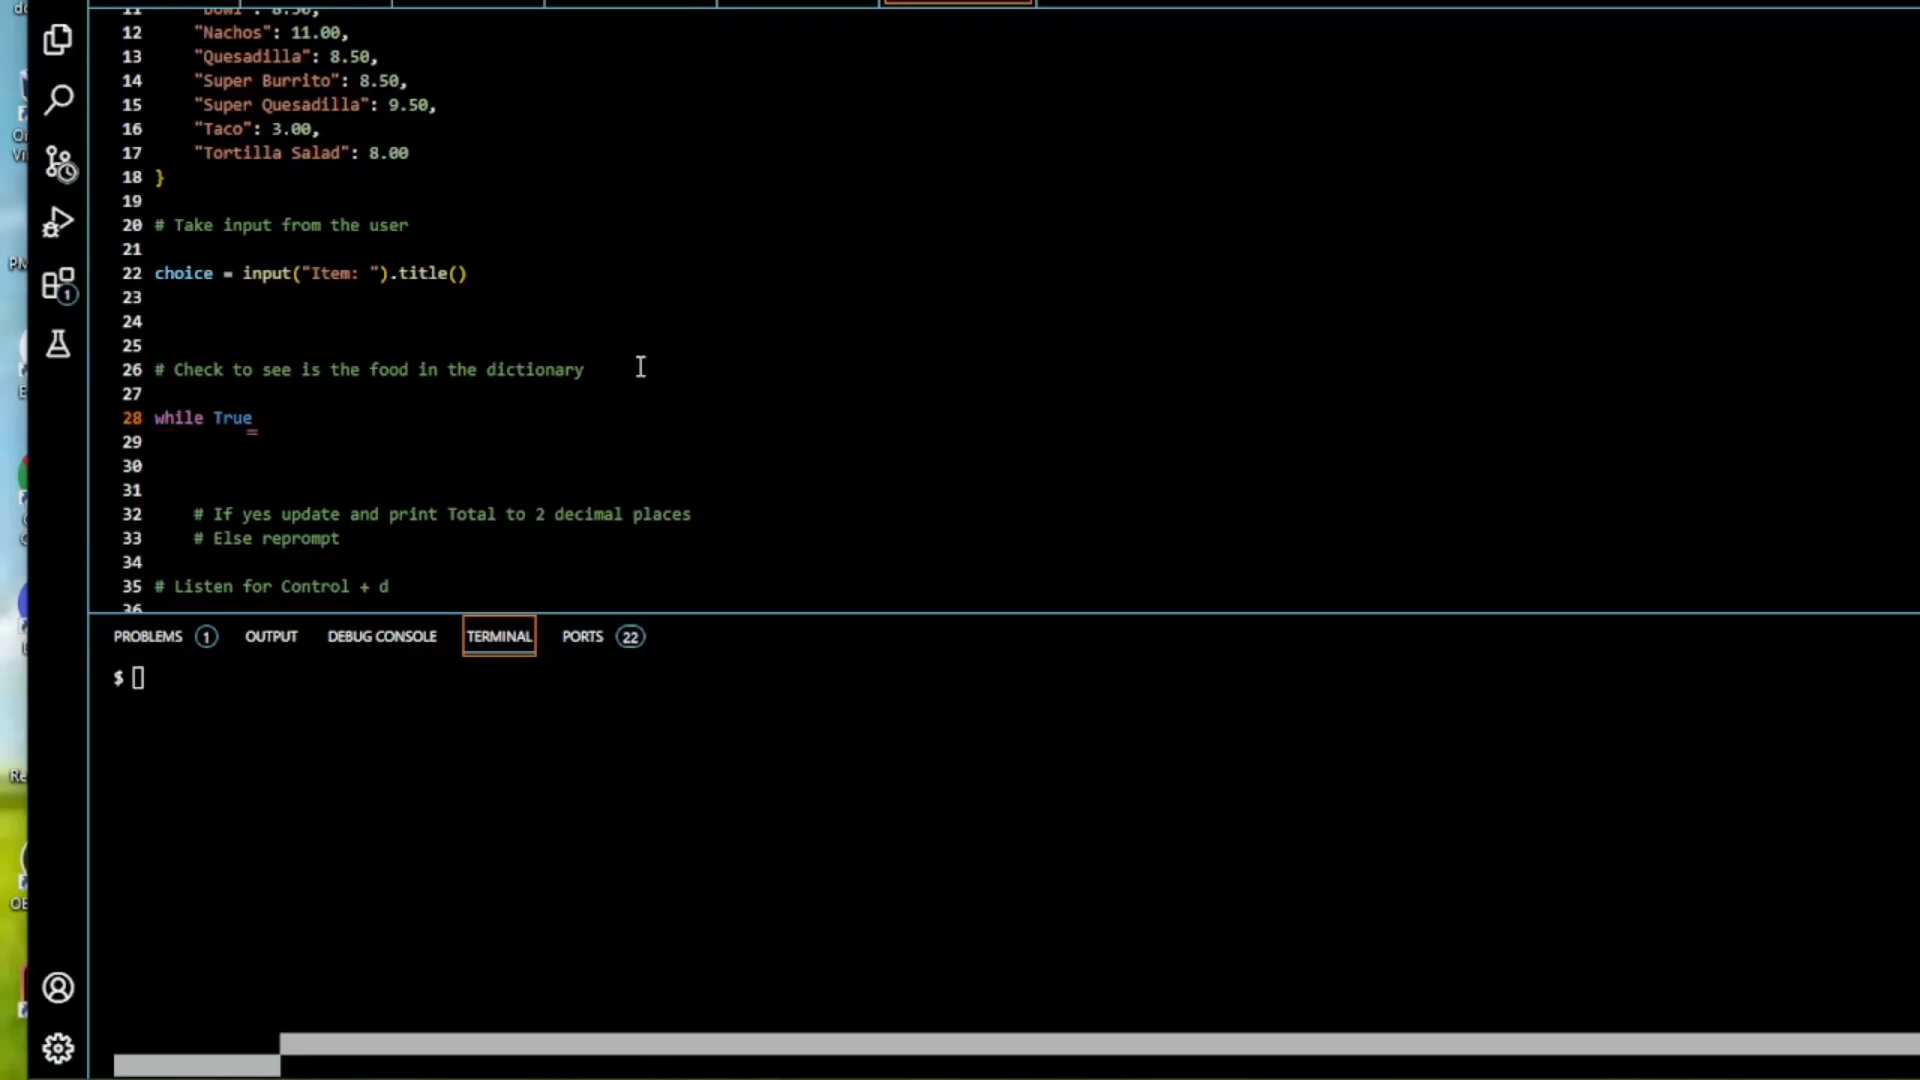 11 "Bowl": 8.50,
12 "Nachos": 11.00,
13 "Quesadilla": 8.50,
14 "Super Burrito": 8.50,
15 "Super Quesadilla": 9.50,
16 "Taco": 3.00,
17 "Tortilla Salad": 8.00
18 }
19
20 # Take input from the user
21
22 choice = input("Item: ").title()
23
24
25
26 # Check to see is the food in the dictionary
27
28 while True
29
30
31
32 # If yes update and print Total to 2 decimal places
33 # Else reprompt
34
35 # Listen for Control + d
36
PROBLEMS 1 OUTPUT DEBUG CONSOLE TERMINAL PORTS 22
$
1